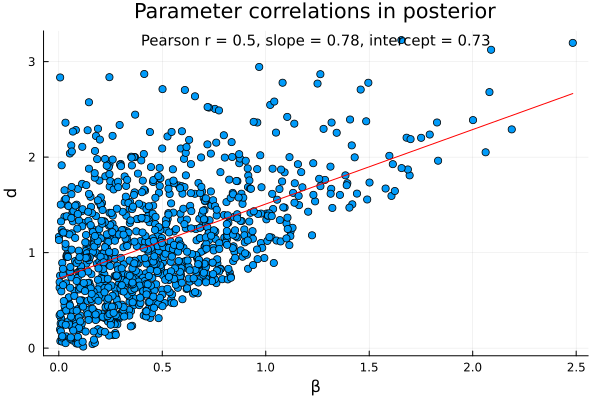 Parameter correlations in posterior
Pearson r = 0.5, slope = 0.78, intercept = 0.73
3
2
1
0
d
0.0 0.5 1.0 1.5 2.0 2.5
β